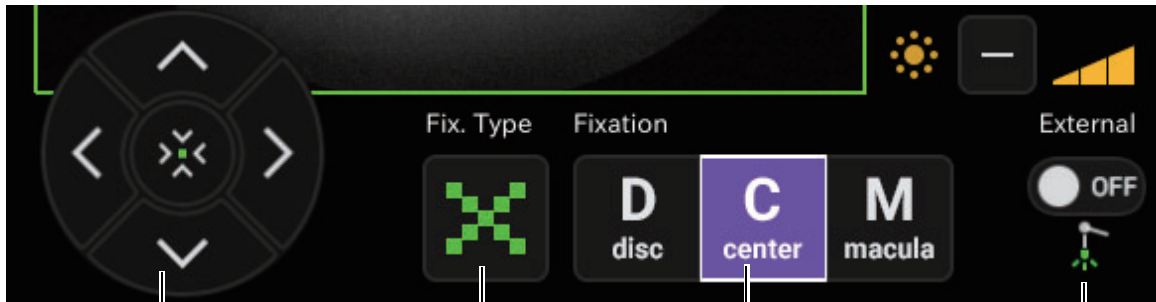 Fix. Type
Fixation
External
D
disc
C
center
M
macula
OFF